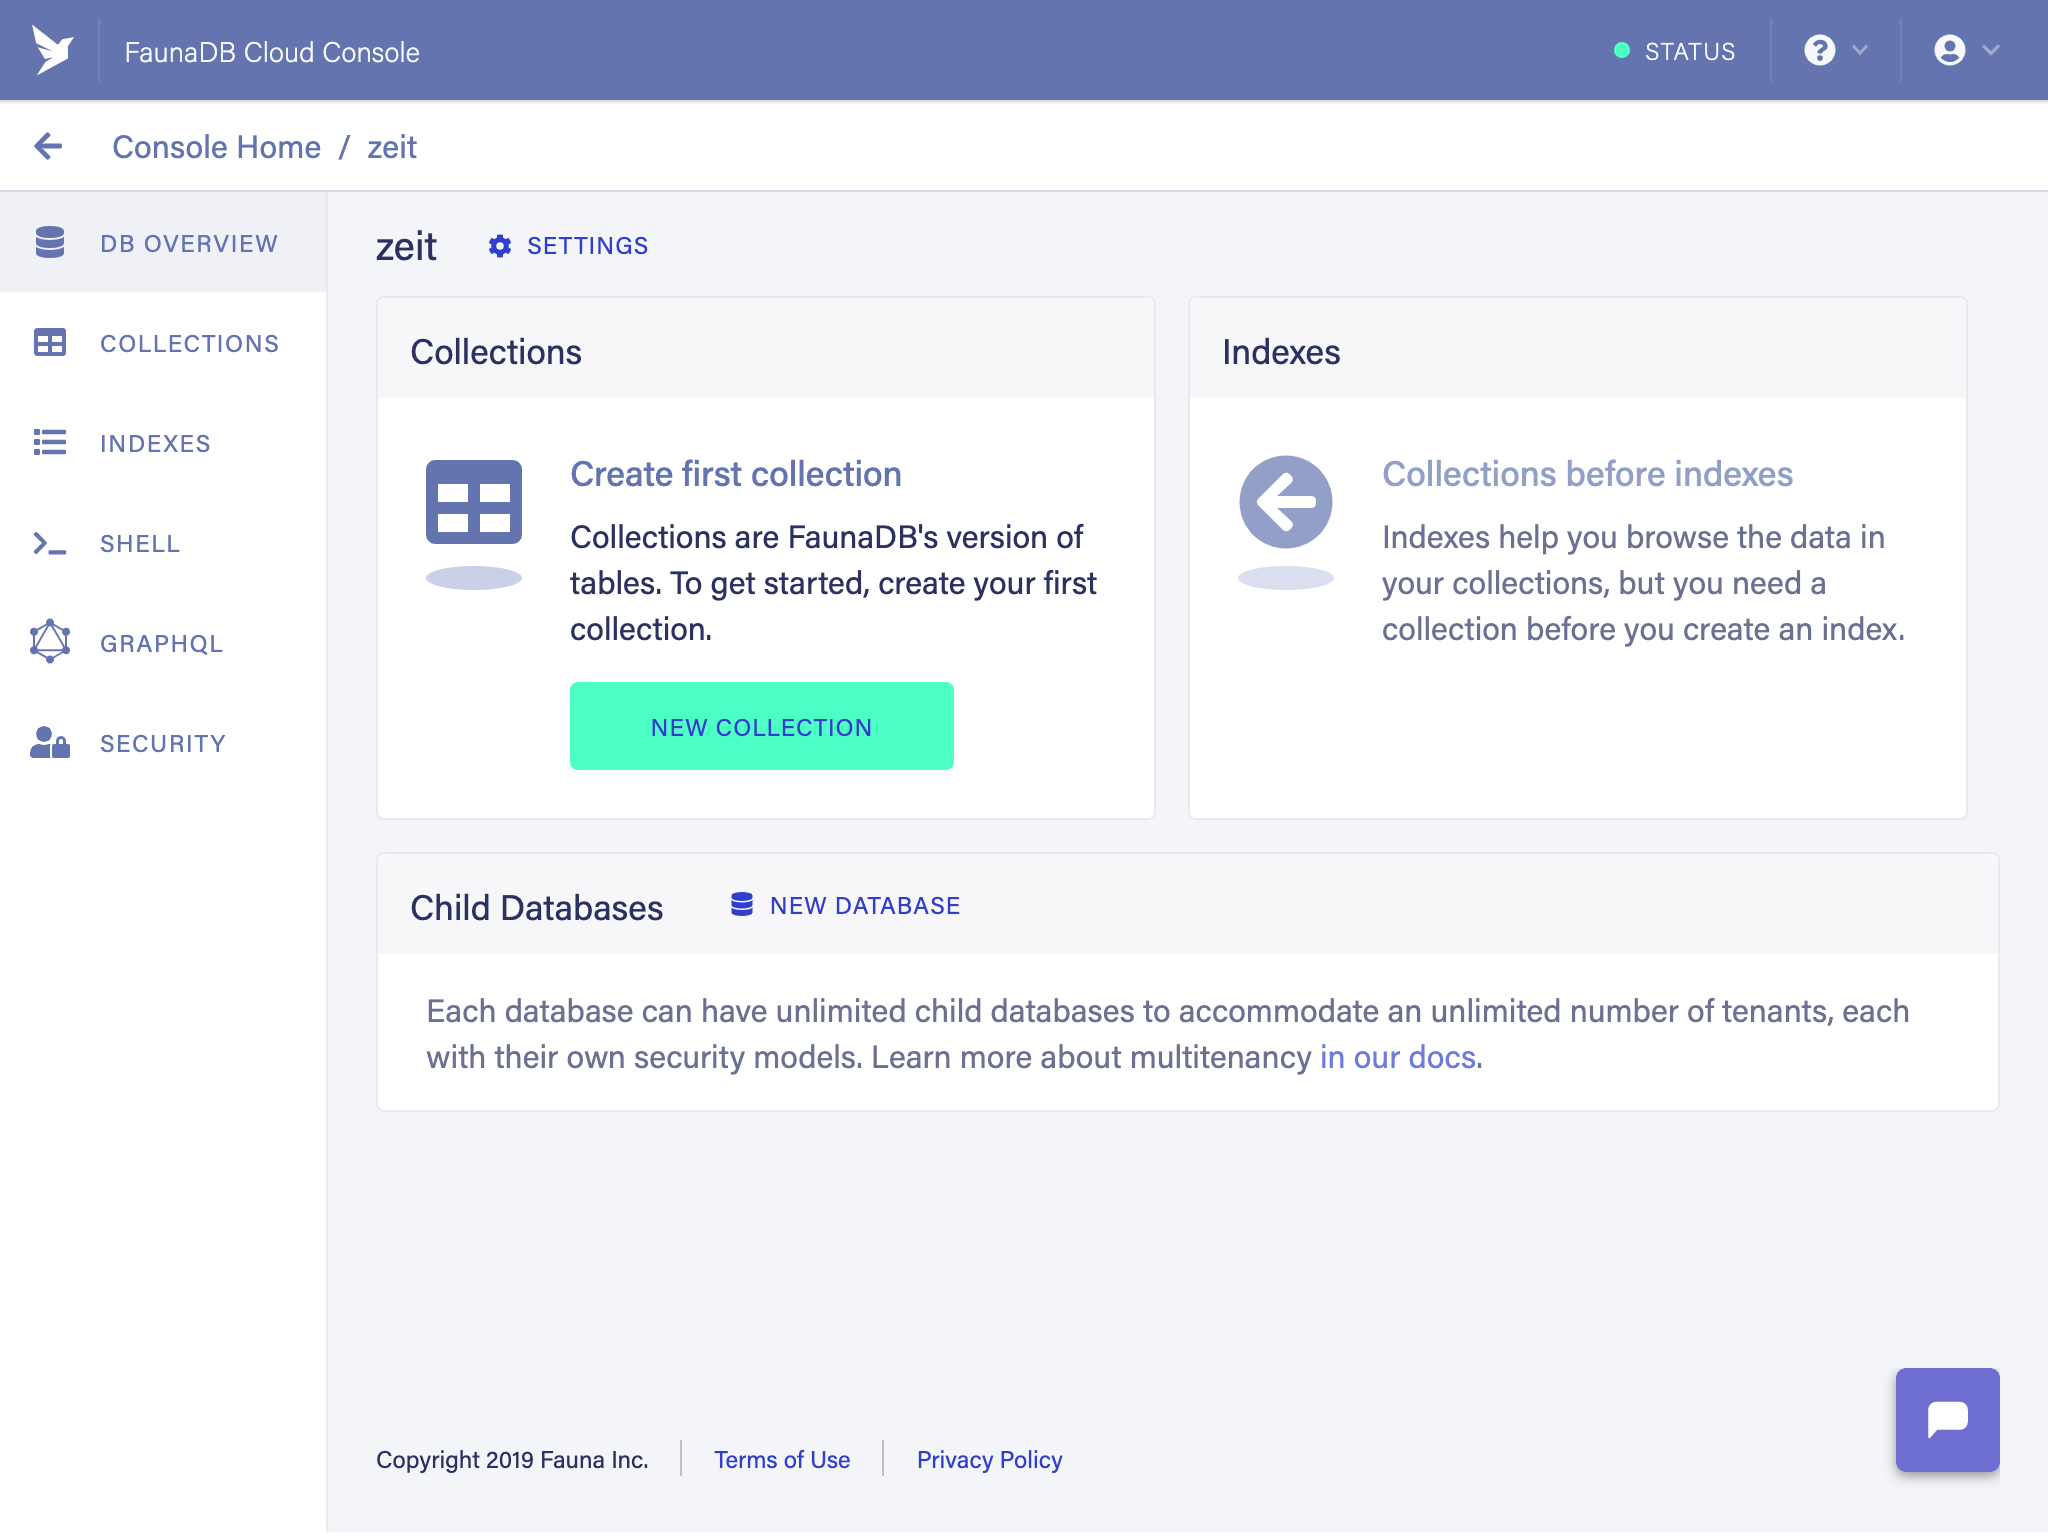 FaunaDB Cloud Console
STATUS
Console Home / zeit
DB OVERVIEW
COLLECTIONS
INDEXES
SHELL
GRAPHQL
SECURITY
zeit
SETTINGS
Collections
Create first collection
Collections are FaunaDB's version of
tables. To get started, create your first
collection.
NEW COLLECTION
Indexes
Collections before indexes
Indexes help you browse the data in
your collections, but you need a
collection before you create an index.
Child Databases
NEW DATABASE
Each database can have unlimited child databases to accommodate an unlimited number of tenants, each
with their own security models. Learn more about multitenancy in our docs.
Copyright 2019 Fauna Inc.
Terms of Use
Privacy Policy